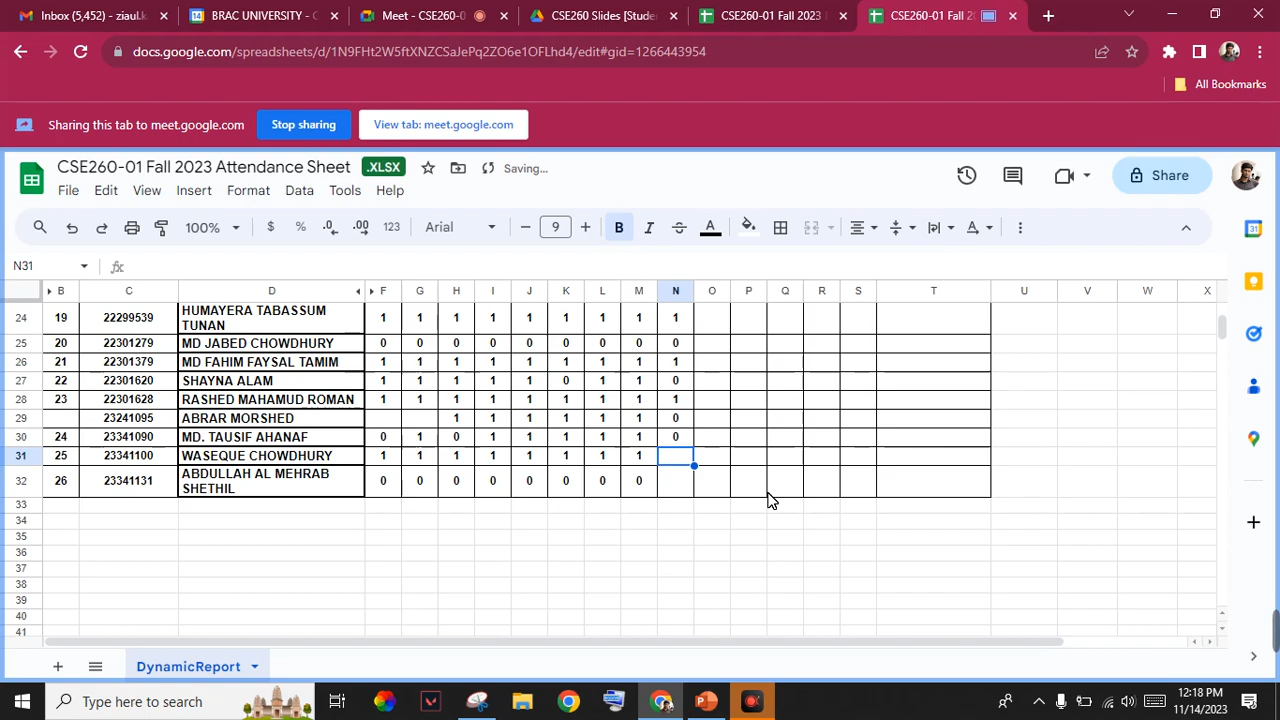 Inbox (5,452) - ziaul.k
BRAC UNIVERSITY - C
Meet - CSE260-0
CSE260 Slides [Stude
CSE260-01 Fall 2023
CSE260-01 Fall 2
docs.google.com/spreadsheets/d/1N9FHt2W5ftXNZCSaJePq2ZO6e1OFLhd4/edit#gid=1266443954
All Bookmarks
Sharing this tab to meet.google.com Stop sharing View tab: meet.google.com
CSE260-01 Fall 2023 Attendance Sheet .XLSX Saving...
File Edit View Insert Format Data Tools Help
Share
100% $ % .0 .00 123 Arial 9 B I S A
N31 fx
B C D F G H I J K L M N O P Q R S T U V W X
24 19 22299539 HUMAYERA TABASSUM TUNAN 1 1 1 1 1 1 1 1 1
25 20 22301279 MD JABED CHOWDHURY 0 0 0 0 0 0 0 0 0
26 21 22301379 MD FAHIM FAYSAL TAMIM 1 1 1 1 1 1 1 1 1
27 22 22301620 SHAYNA ALAM 1 1 1 1 1 0 1 1 0
28 23 22301628 RASHED MAHAMUD ROMAN 1 1 1 1 1 1 1 1 1
29 23241095 ABRAR MORSHED 1 1 1 1 1 1 0
30 24 23341090 MD. TAUSIF AHANAF 0 1 0 1 1 1 1 1 0
31 25 23341100 WASEQUE CHOWDHURY 1 1 1 1 1 1 1 1
32 26 23341131 ABDULLAH AL MEHRAB SHETHIL 0 0 0 0 0 0 0 0
33
34
35
36
37
38
39
40
41
DynamicReport
Type here to search
12:18 PM
11/14/2023